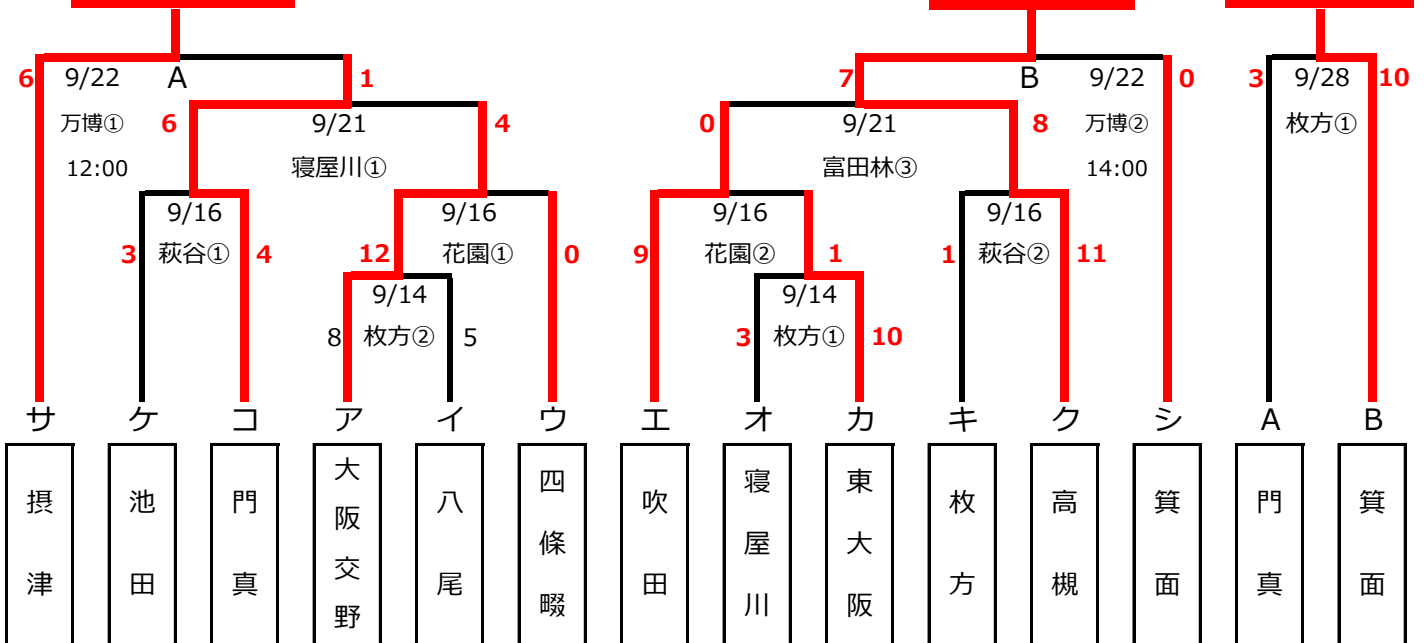 6 9/22 A 1 7 B 9/22 0 3 9/28 10
万博① 6 9/21 4 0 9/21 8 万博② 枚方①
12:00 寝屋川① 富田林③ 14:00
9/16 9/16 9/16 9/16
3 萩谷① 4 12 花園① 0 9 花園② 1 1 萩谷② 11
9/14 9/14
8 枚方② 5 3 枚方① 10
サ ケ コ ア イ ウ エ オ カ キ ク シ A B
摂津
池田
門真
大阪交野
八尾
四條畷
吹田
寝屋川
東大阪
枚方
高槻
箕面
門真
箕面